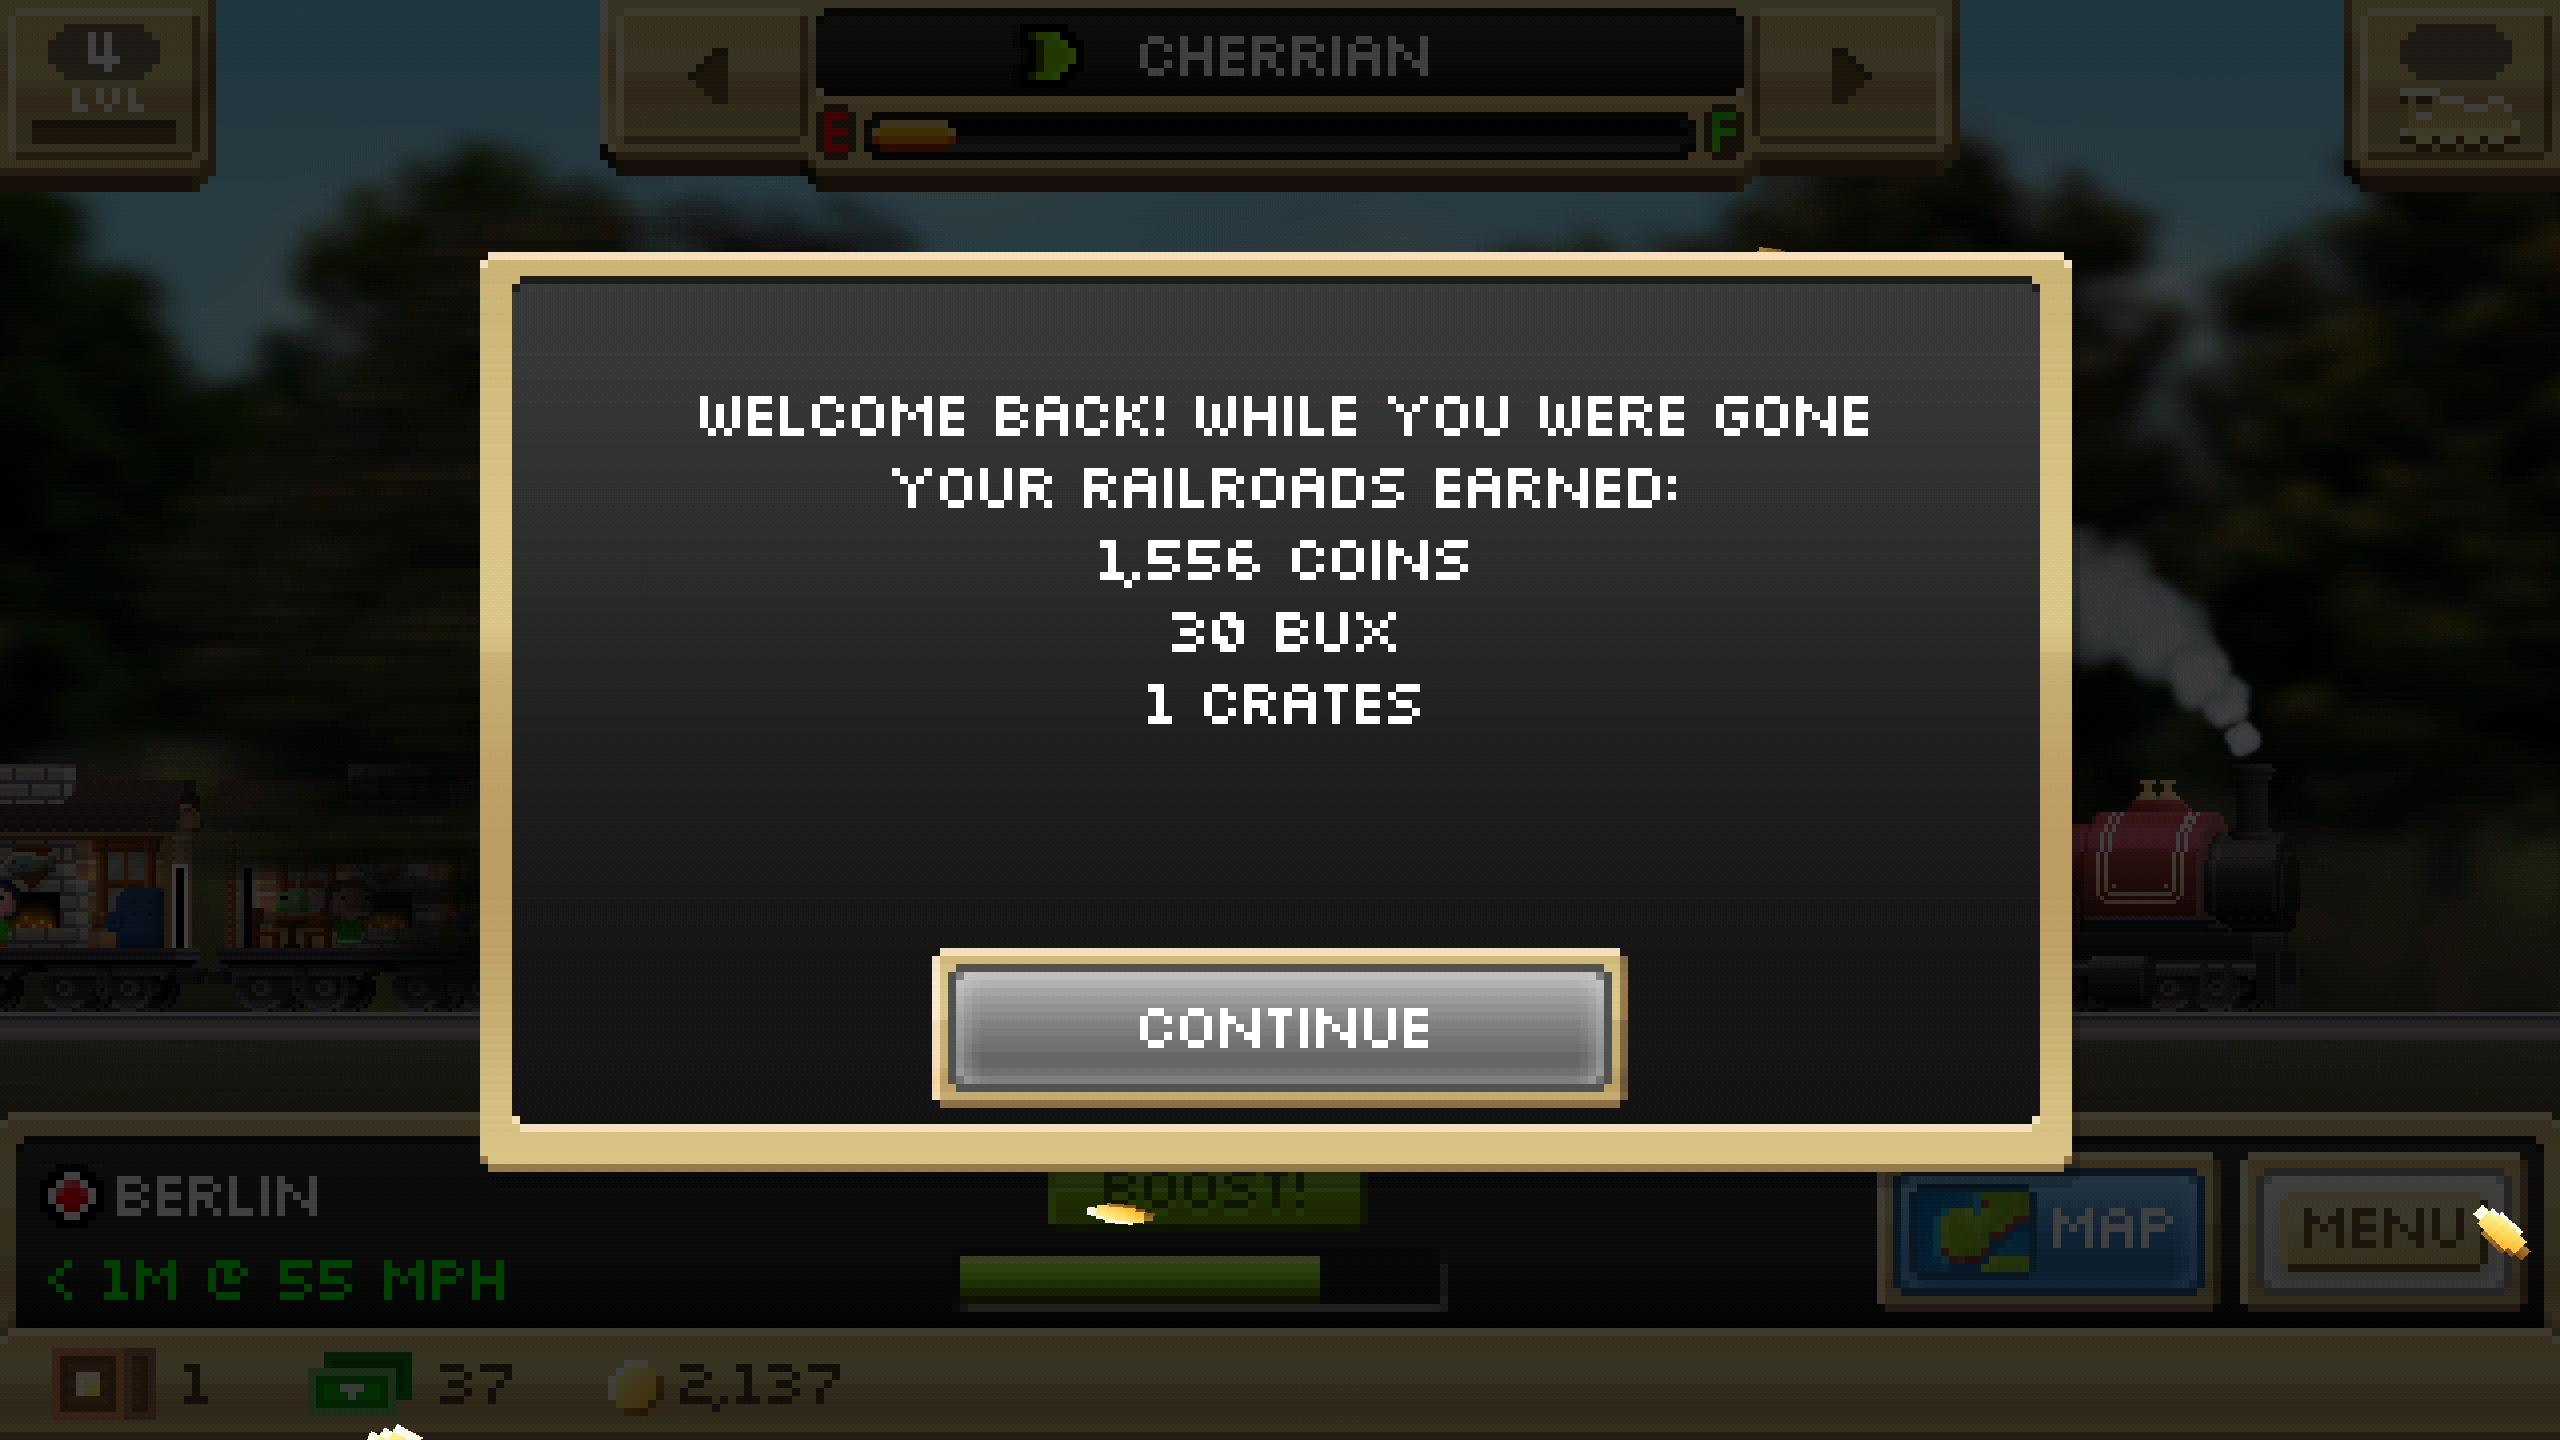 4
LVL
CHERRIAN
E
F
WELCOME BACK! WHILE YOU WERE GONE
YOUR RAILROADS EARNED:
1,556 COINS
30 BUX
1 CRATES
CONTINUE
BERLIN
< 1M @ 55 MPH
BOOST!
MAP
MENU
1
37
2,137